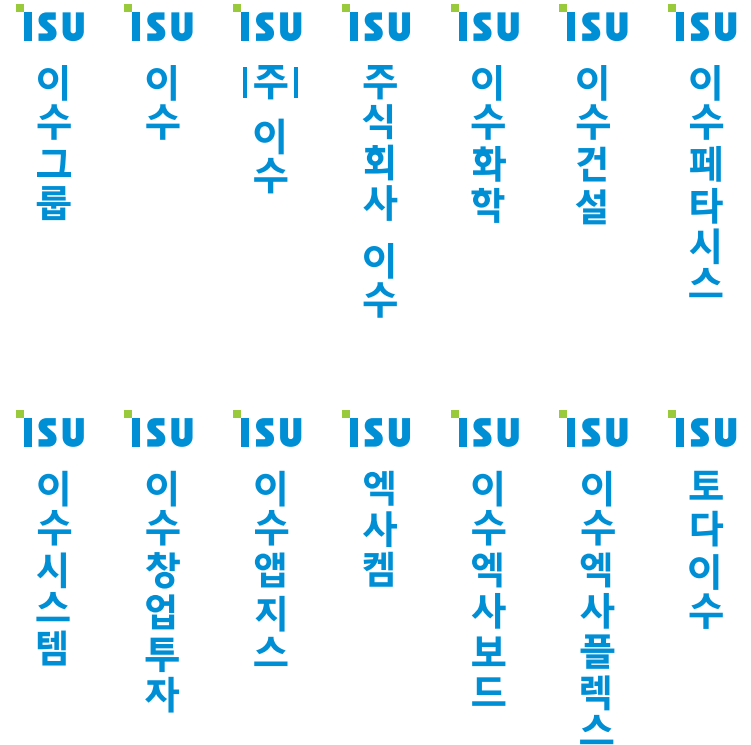 ISU
이수그룹
ISU
이수
ISU
|주| 이수
ISU
주식회사 이수
ISU
이수화학
ISU
이수건설
ISU
이수페타시스
ISU
이수시스템
ISU
이수창업투자
ISU
이수앱지스
ISU
엑사켐
ISU
이수엑사보드
ISU
이수엑사플렉스
ISU
토다이수